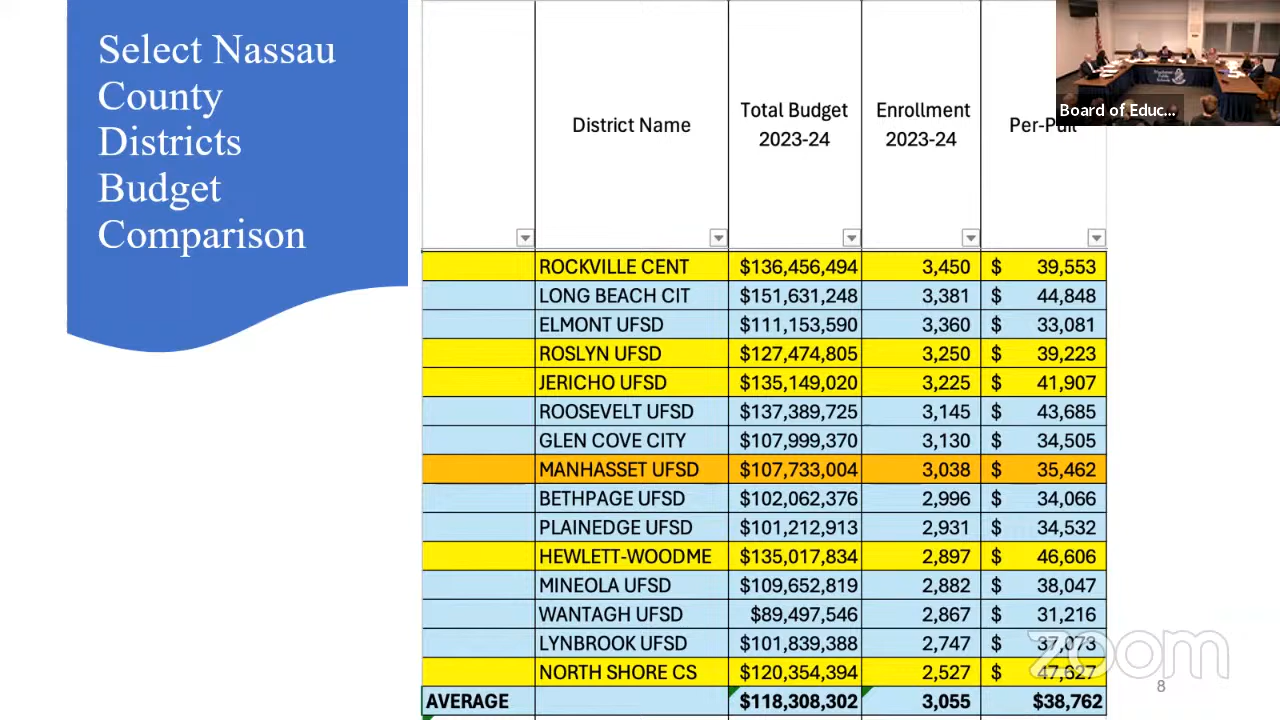 Select Nassau
County
Districts
Budget
Comparison
District Name
Total Budget
2023-24
Enrollment
2023-24
Board of Educ...
ROCKVILLE CENT $136,456,494 3,450 $ 39,553
LONG BEACH CIT $151,631,248 3,381 $ 44,848
ELMONT UFSD $111,153,590 3,360 $ 33,081
ROSLYN UFSD $127,474,805 3,250 $ 39,223
JERICHO UFSD $135,149,020 3,225 $ 41,907
ROOSEVELT UFSD $137,389,725 3,145 $ 43,685
GLEN COVE CITY $107,999,370 3,130 $ 34,505
MANHASSET UFSD $107,733,004 3,038 $ 35,462
BETHPAGE UFSD $102,062,376 2,996 $ 34,066
PLAINEDGE UFSD $101,212,913 2,931 $ 34,532
HEWLETT-WOODME $135,017,834 2,897 $ 46,606
MINEOLA UFSD $109,652,819 2,882 $ 38,047
WANTAGH UFSD $89,497,546 2,867 $ 31,216
LYNBROOK UFSD $101,839,388 2,747 $ 37,073
NORTH SHORE CS $120,354,394 2,527 $ 47,627
AVERAGE $118,308,302 3,055 $38,762
zoom
8